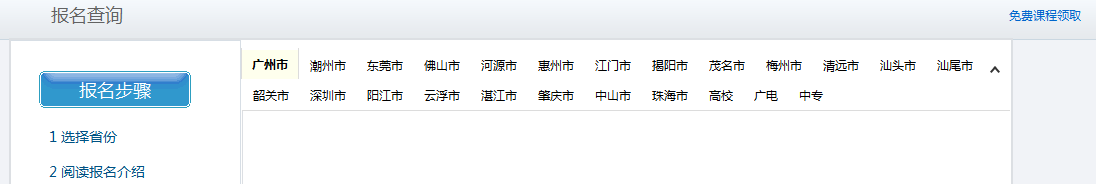 报名查询
免费课程领取
报名步骤
1 选择省份
2 阅读报名介绍
广州市 潮州市 东莞市 佛山市 河源市 惠州市 江门市 揭阳市 茂名市 梅州市 清远市 汕头市 汕尾市
韶关市 深圳市 阳江市 云浮市 湛江市 肇庆市 中山市 珠海市 高校 广电 中专